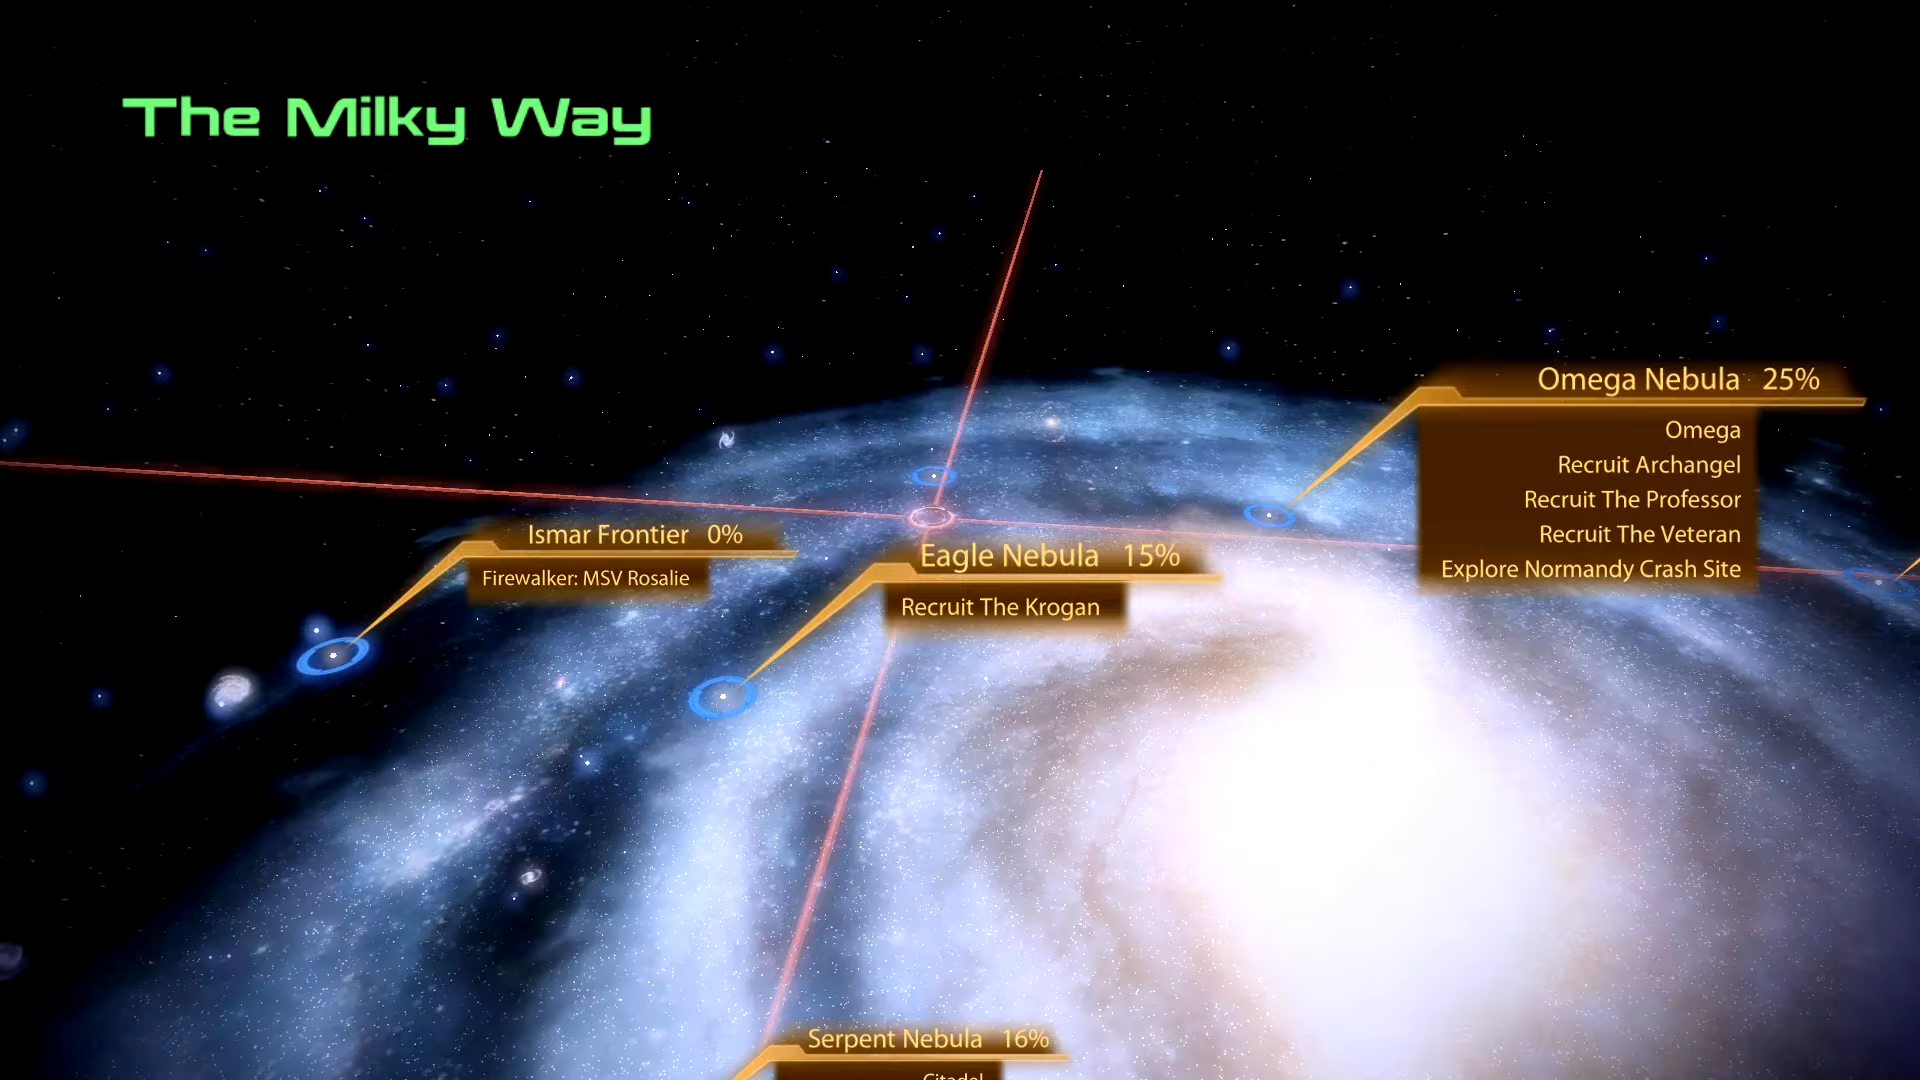 The Milky Way
Omega Nebula 25%
Omega
Recruit Archangel
Recruit The Professor
Recruit The Veteran
Explore Normandy Crash Site
Ismar Frontier 0%
Firewalker: MSV Rosalie
Eagle Nebula 15%
Recruit The Krogan
Serpent Nebula 16%
Citadel